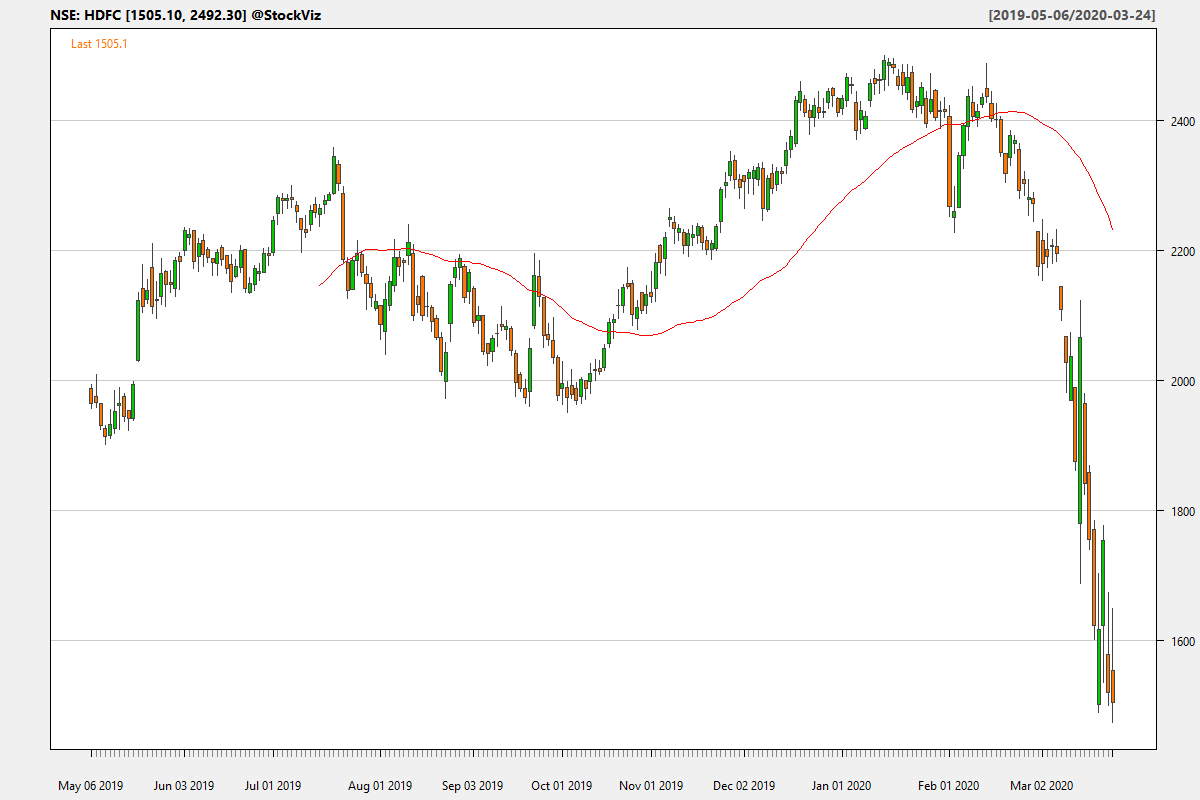 NSE: HDFC [1505.10, 2492.30] @StockViz [2019-05-06/2020-03-24]
Last 1505.1
2400
2200
2000
1800
1600
May 06 2019 Jun 03 2019 Jul 01 2019 Aug 01 2019 Sep 03 2019 Oct 01 2019 Nov 01 2019 Dec 02 2019 Jan 01 2020 Feb 01 2020 Mar 02 2020